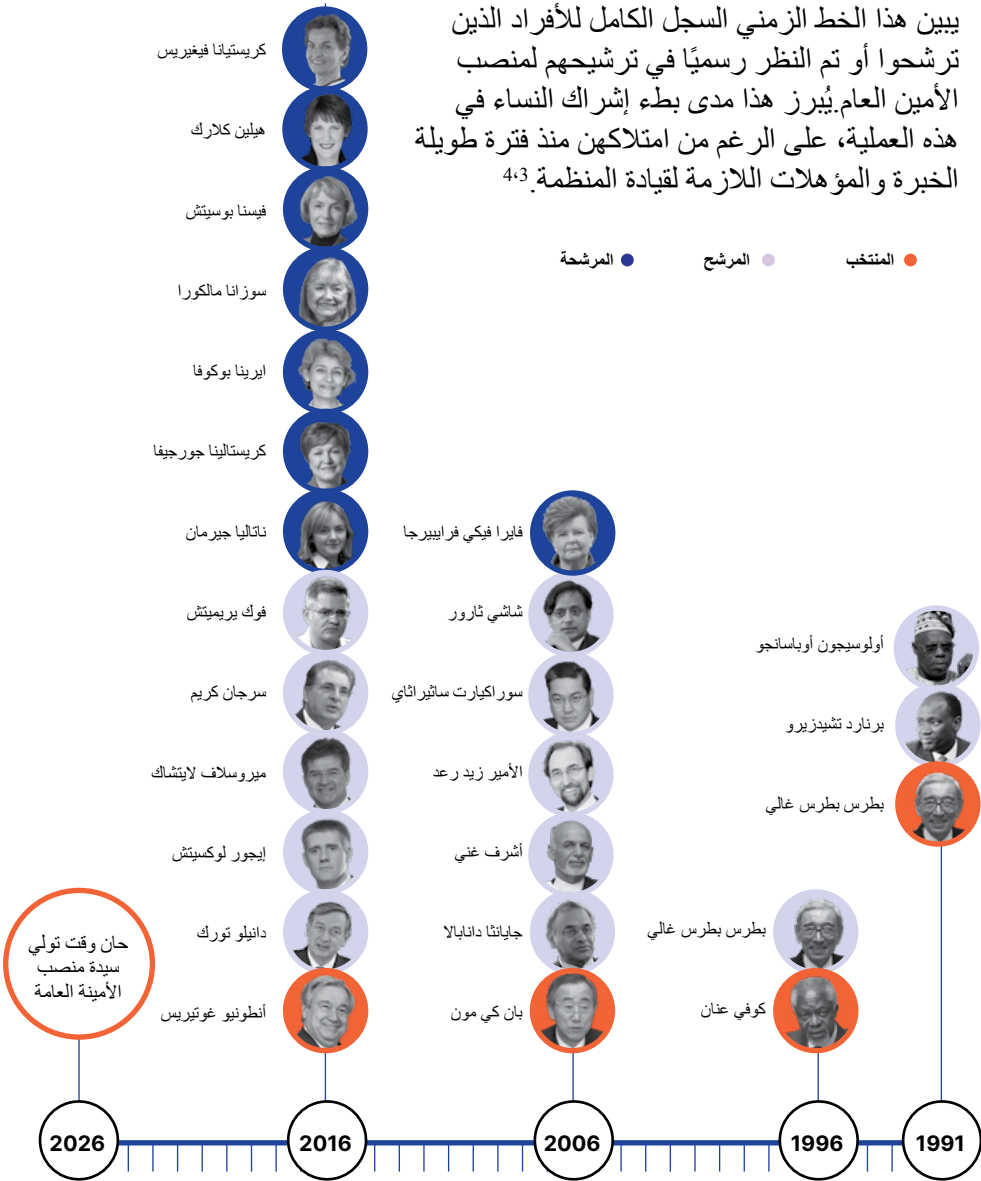 يبين هذا الخط الزمني السجل الكامل للأفراد الذين
ترشحوا أو تم النظر رسميًا في ترشيحهم لمنصب
الأمين العام.يُبرز هذا مدى بطء إشراك النساء في
هذه العملية، على الرغم من امتلاكهن منذ فترة طويلة
الخبرة والمؤهلات اللازمة لقيادة المنظمة.3،4
المنتخب
المرشح
المرشحة
أولوسيجون أوباسانجو
برنارد تشيدزيرو
بطرس بطرس غالي
بطرس بطرس غالي
كوفي عنان
فايرا فيكي فرايبيرجا
شاشي ثارور
سوراكيارت ساثيراثاي
الأمير زيد رعد
أشرف غني
جايانثا دانابالا
بان كي مون
كريستيانا فيغيريس
هيلين كلارك
فيسنا بوسيتش
سوزانا مالكورا
ايرينا بوكوفا
كريستالينا جورجيفا
ناتاليا جيرمان
فوك يريميتش
سرجان كريم
ميروسلاف لايتشاك
إيجور لوكسيتش
دانيلو تورك
أنطونيو غوتيريس
حان وقت تولي
سيدة منصب
الأمينة العامة
1991
1996
2006
2016
2026